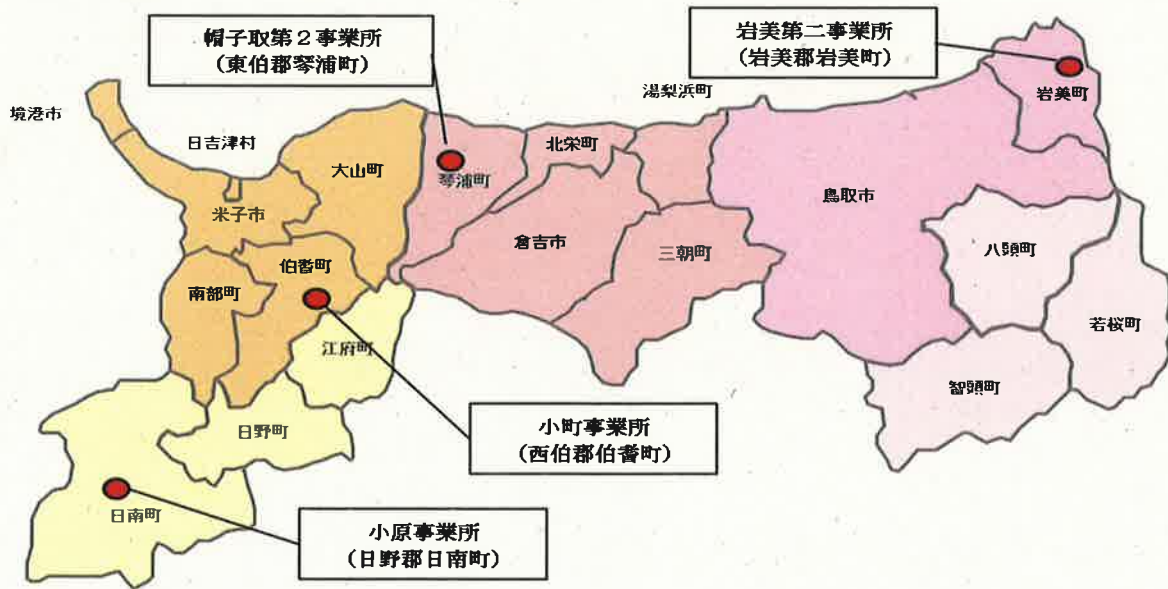 帽子取第２事業所
（東伯郡琴浦町）
岩美第二事業所
（岩美郡岩美町）
湯梨浜町
岩美町
境港市
日吉津村
大山町
北栄町
琴浦町
鳥取市
米子市
倉吉市
三朝町
八頭町
伯耆町
南部町
若桜町
江府町
智頭町
小町事業所
（西伯郡伯耆町）
日野町
日南町
小原事業所
（日野郡日南町）